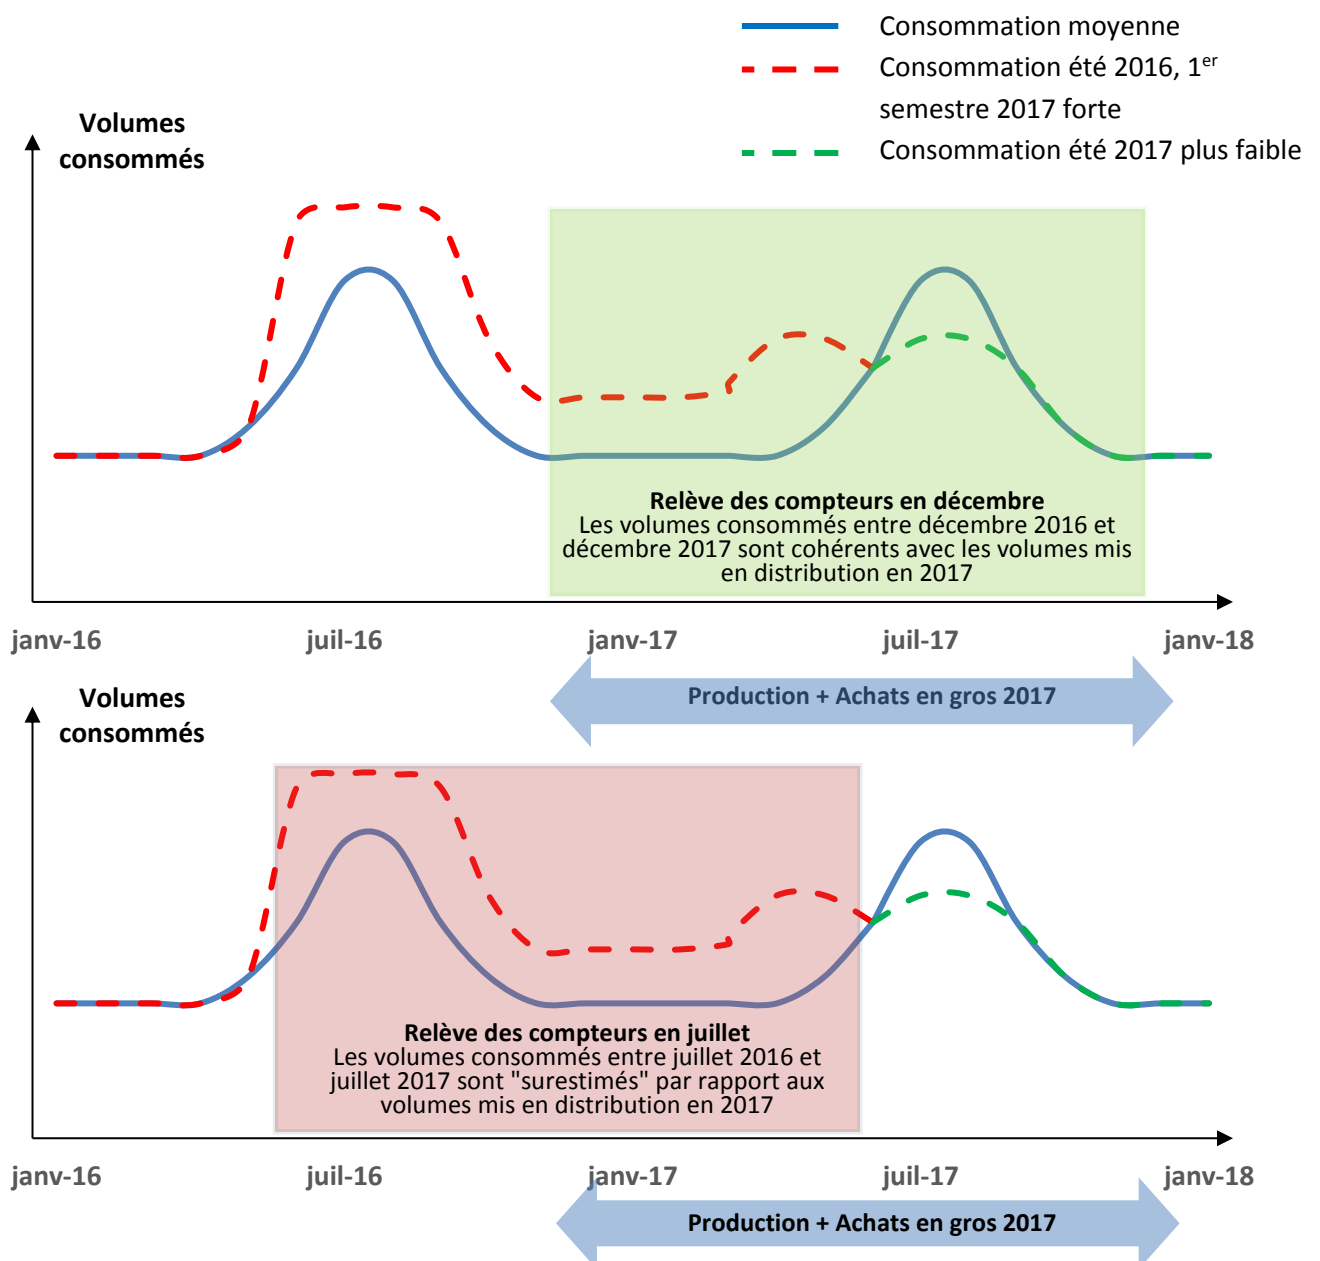 Consommation moyenne
Consommation été 2016, 1er
semestre 2017 forte
Consommation été 2017 plus faible
Volumes
consommés
Relève des compteurs en décembre
Les volumes consommés entre décembre 2016 et
décembre 2017 sont cohérents avec les volumes mis
en distribution en 2017
janv-16
juil-16
janv-17
juil-17
janv-18
Production + Achats en gros 2017
Volumes
consommés
Relève des compteurs en juillet
Les volumes consommés entre juillet 2016 et
juillet 2017 sont "surestimés" par rapport aux
volumes mis en distribution en 2017
janv-16
juil-16
janv-17
juil-17
janv-18
Production + Achats en gros 2017